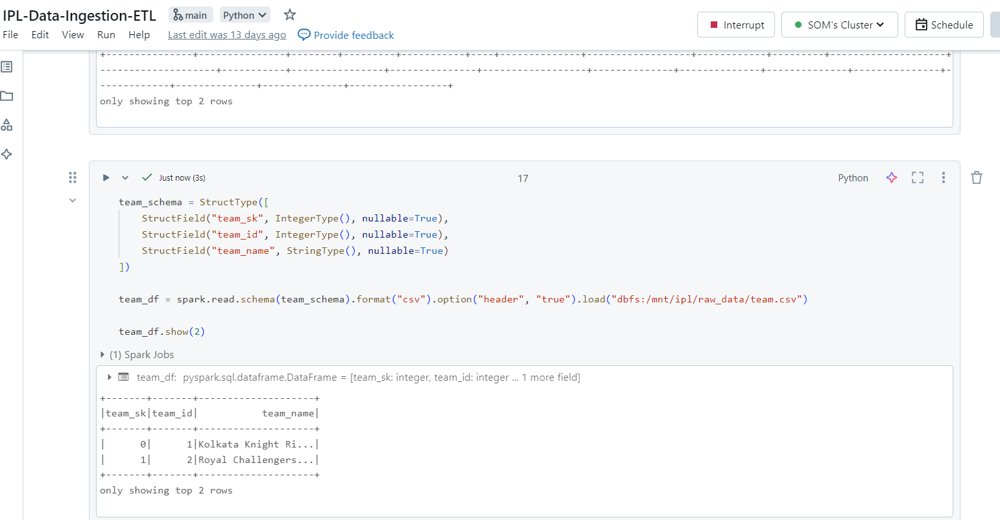 IPL-Data-Ingestion-ETL main Python
File Edit View Run Help Last edit was 13 days ago Provide feedback
Interrupt SOM's Cluster Schedule
+---------------+---------------+--------+---------+-----------+----+--------------+------------------+------------+---------+--------------------+
--------------------+-----------+----------------+---------------+------------------+--------------+--------------+--------------+---------------+-
------------+--------------+--------------+-----------------+
only showing top 2 rows
Just now (3s) 17 Python
team_schema = StructType([
    StructField("team_sk", IntegerType(), nullable=True),
    StructField("team_id", IntegerType(), nullable=True),
    StructField("team_name", StringType(), nullable=True)
])
team_df = spark.read.schema(team_schema).format("csv").option("header", "true").load("dbfs:/mnt/ipl/raw_data/team.csv")
team_df.show(2)
(1) Spark Jobs
team_df: pyspark.sql.dataframe.DataFrame = [team_sk: integer, team_id: integer ... 1 more field]
+-------+-------+--------------------+
|team_sk|team_id|           team_name|
+-------+-------+--------------------+
|      0|      1|Kolkata Knight Ri...|
|      1|      2|Royal Challengers...|
+-------+-------+--------------------+
only showing top 2 rows